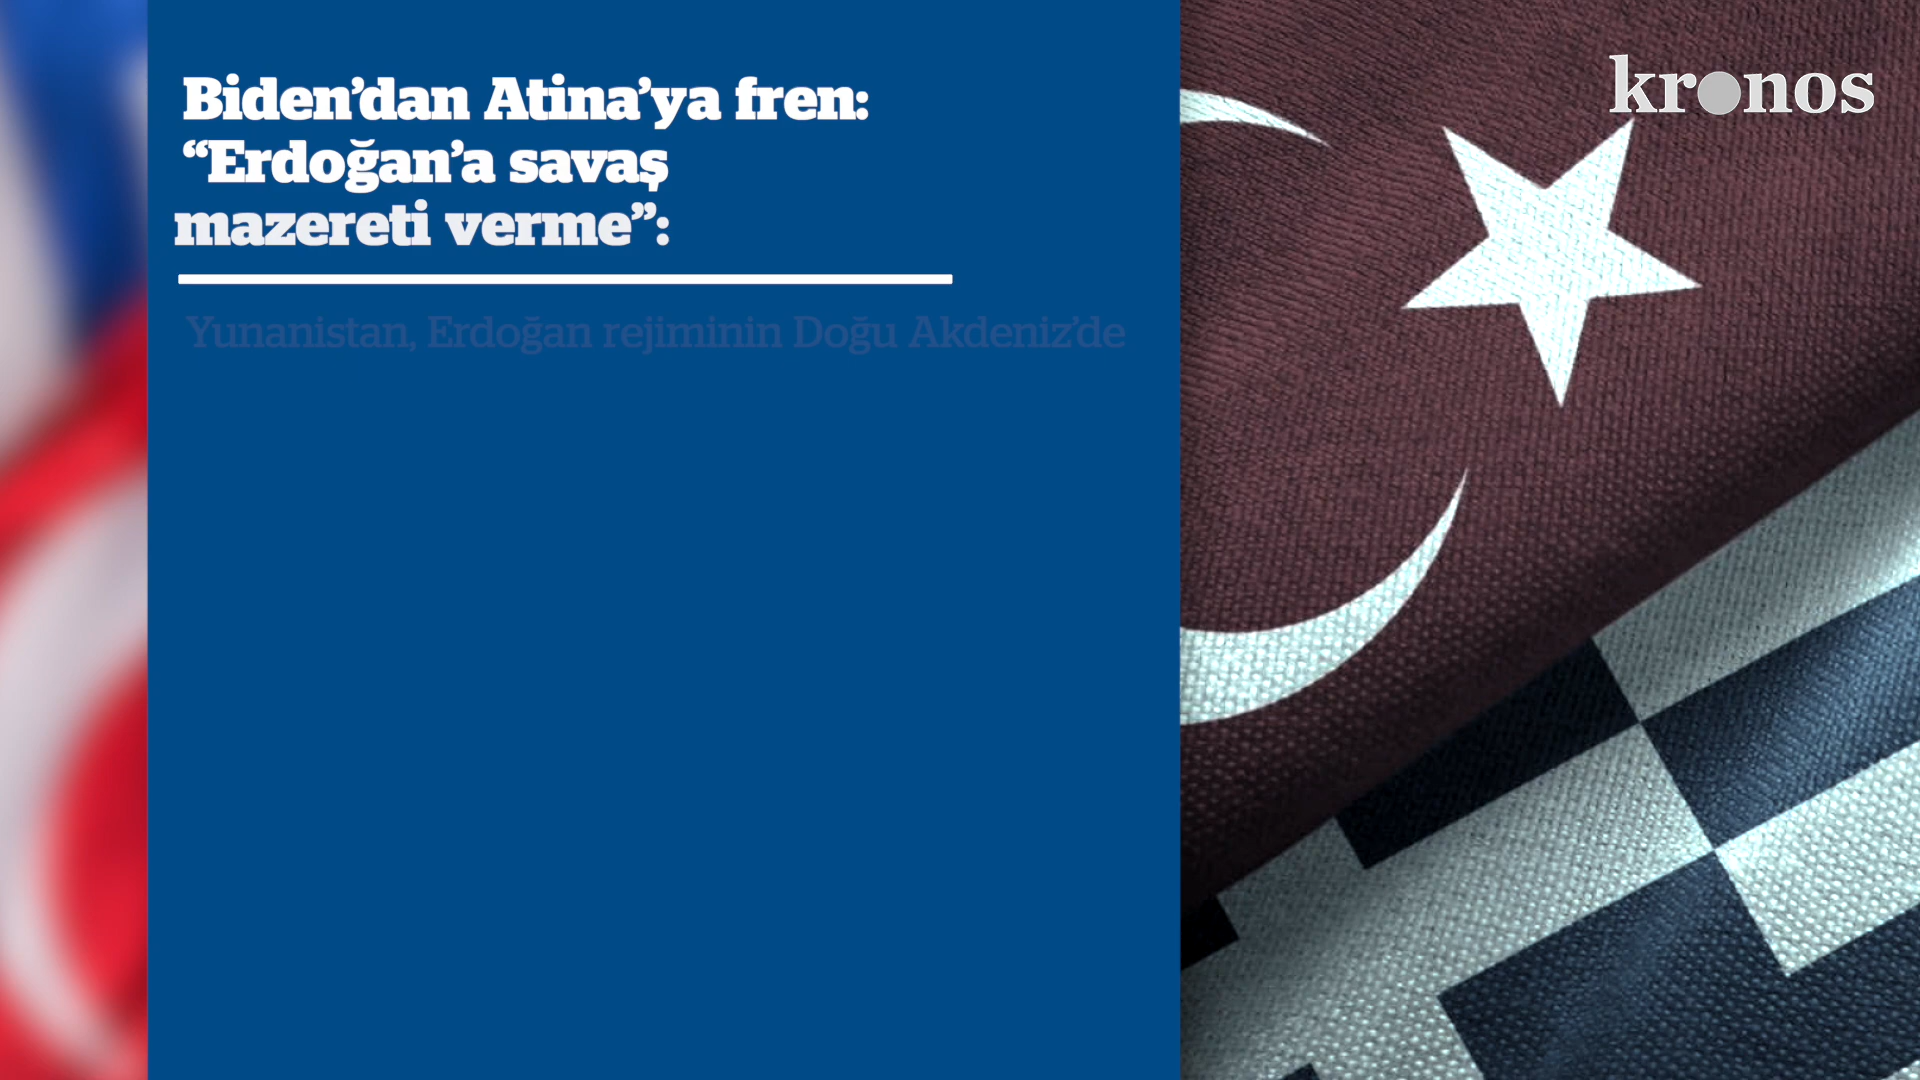 Biden’dan Atina’ya fren:
“Erdoğan’a savaş
mazereti verme”:
Yunanistan, Erdoğan rejiminin Doğu Akdeniz’de
kronos